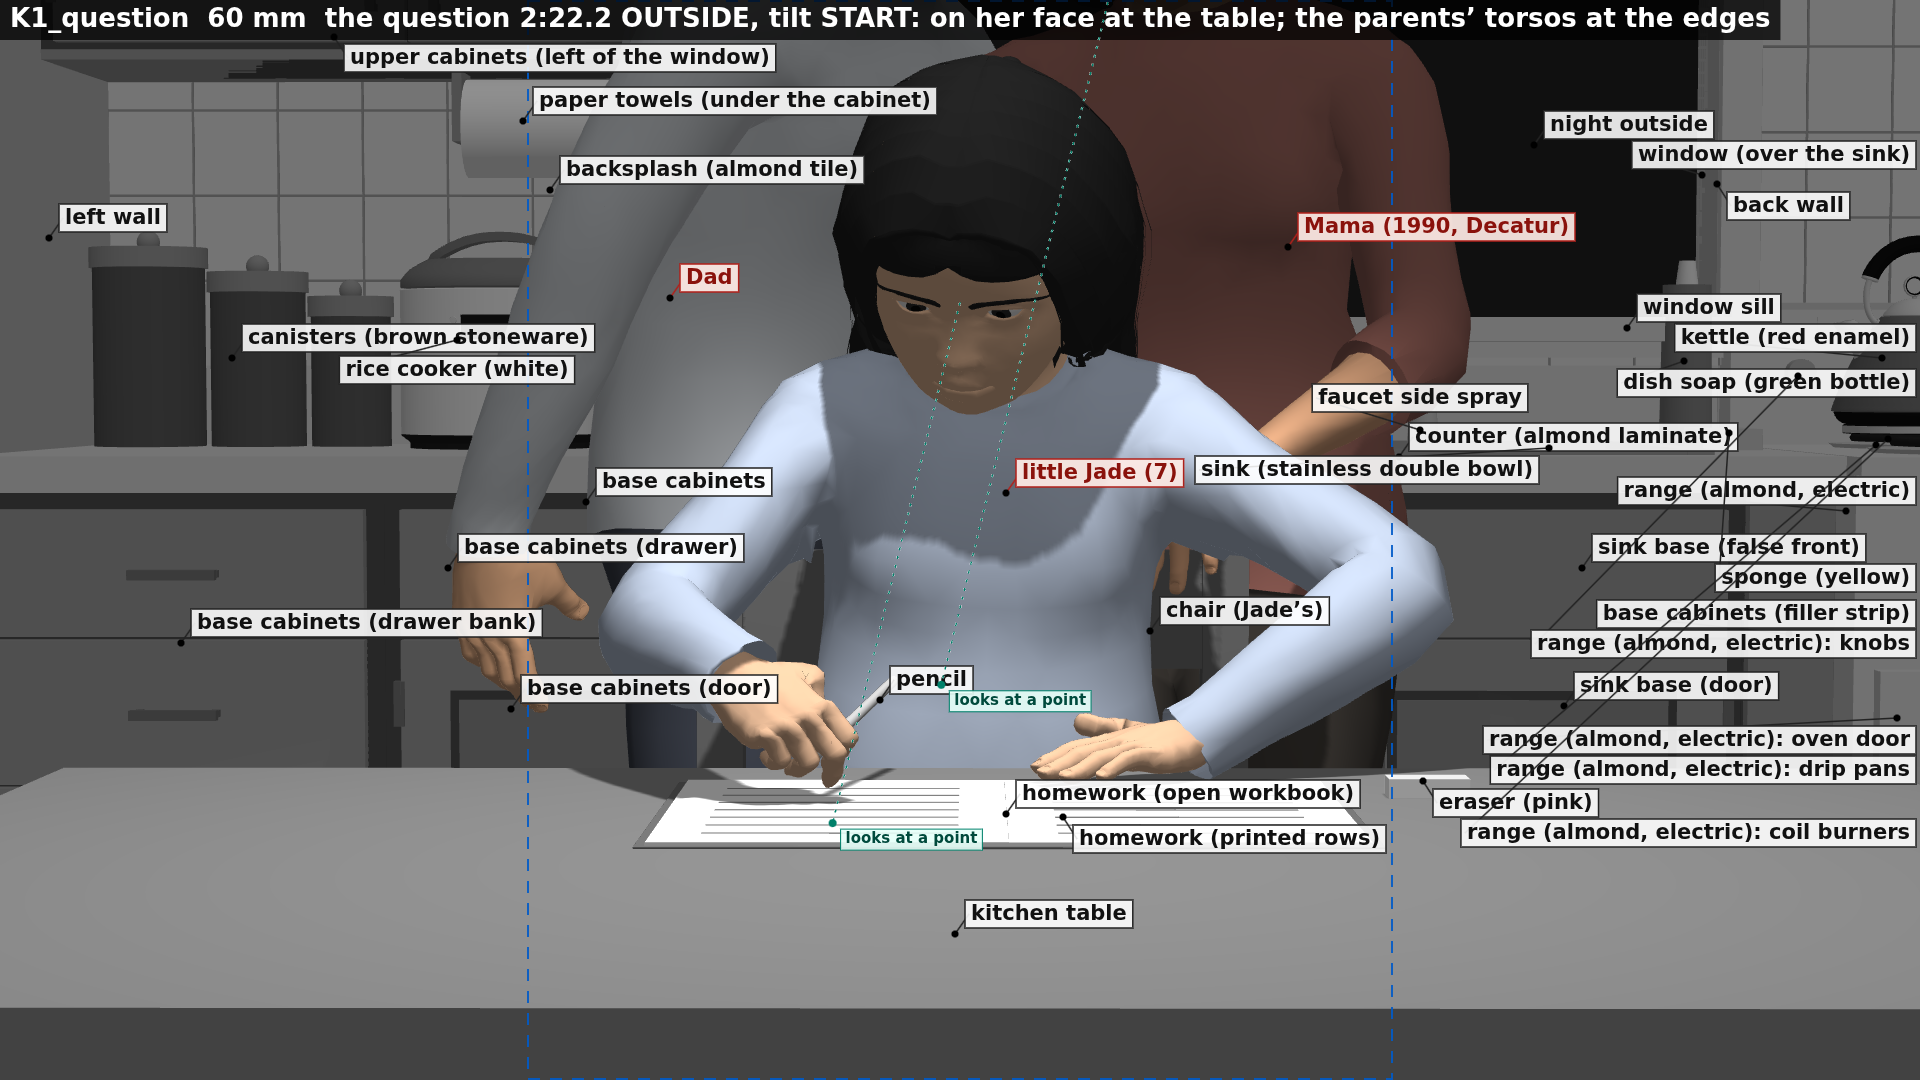 K1_question  60 mm  the question 2:22.2 OUTSIDE, tilt START: on her face at the table; the parents’ torsos at the edges
upper cabinets (left of the window)
paper towels (under the cabinet)
night outside
window (over the sink)
backsplash (almond tile)
back wall
left wall
Mama (1990, Decatur)
Dad
window sill
canisters (brown stoneware)
kettle (red enamel)
rice cooker (white)
dish soap (green bottle)
faucet side spray
counter (almond laminate)
little Jade (7)
sink (stainless double bowl)
base cabinets
range (almond, electric)
base cabinets (drawer)
sink base (false front)
sponge (yellow)
chair (Jade’s)
base cabinets (filler strip)
base cabinets (drawer bank)
range (almond, electric): knobs
pencil
base cabinets (door)
sink base (door)
looks at a point
range (almond, electric): oven door
range (almond, electric): drip pans
homework (open workbook)
eraser (pink)
looks at a point
homework (printed rows)
range (almond, electric): coil burners
kitchen table